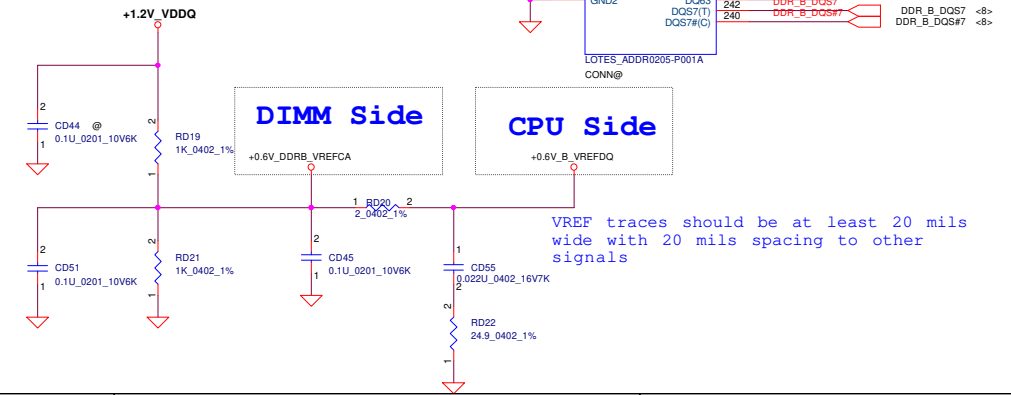 +1.2V_VDDQ
GND2
DQ63
DQS7(T)
DQS7#(C)
242
240
DDR_B_DQS7
DDR_B_DQS#7
DDR_B_DQS7 <8>
DDR_B_DQS#7 <8>
LOTES_ADDR0205-P001A
CONN@
2
CD44 @
0.1U_0201_10V6K
1
2
RD19
1K_0402_1%
1
DIMM Side
+0.6V_DDRB_VREFCA
CPU Side
+0.6V_B_VREFDQ
1 RD20 2
2_0402_1%
VREF traces should be at least 20 mils
wide with 20 mils spacing to other
signals
2
CD51
0.1U_0201_10V6K
1
2
RD21
1K_0402_1%
1
2
CD45
0.1U_0201_10V6K
1
1
CD55
0.022U_0402_16V7K
2
2
RD22
24.9_0402_1%
1